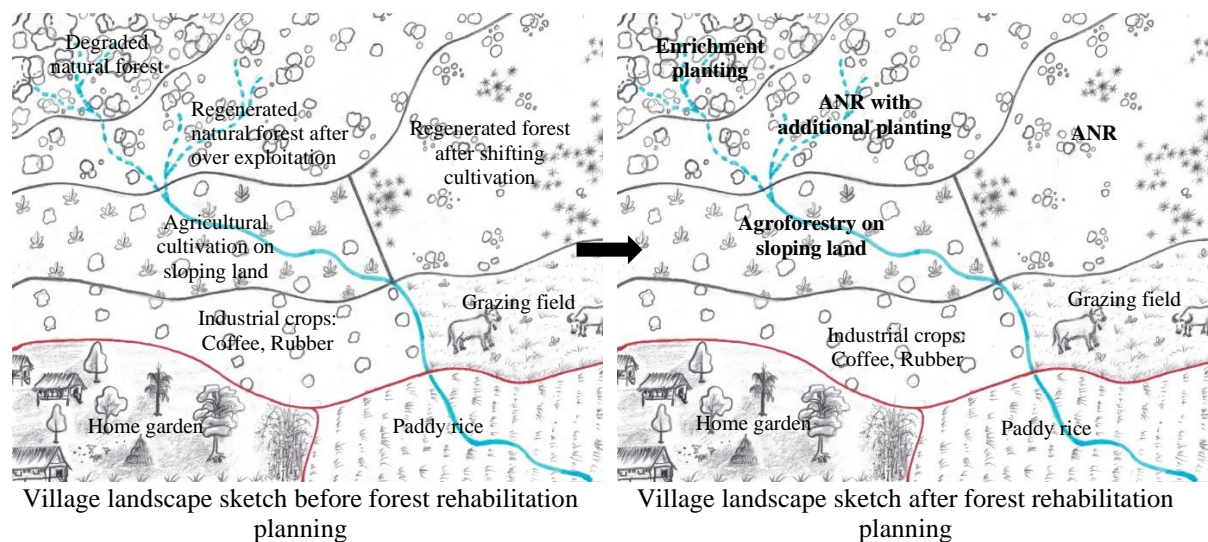 Degraded
natural forest
Regenerated
natural forest after
over exploitation
Regenerated forest
after shifting
cultivation
Agricultural
cultivation on
sloping land
Grazing field
Industrial crops:
Coffee, Rubber
Home garden
Paddy rice
Village landscape sketch before forest rehabilitation
planning
Enrichment
planting
ANR with
additional planting
ANR
Agroforestry on
sloping land
Grazing field
Industrial crops:
Coffee, Rubber
Home garden
Paddy rice
Village landscape sketch after forest rehabilitation
planning